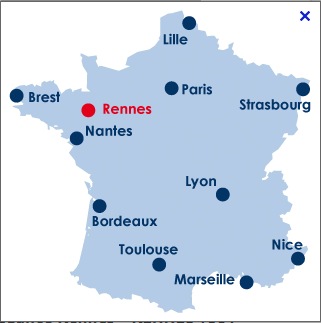 Lille
Paris
Brest
Strasbourg
Rennes
Nantes
Lyon
Bordeaux
Toulouse
Nice
Marseille